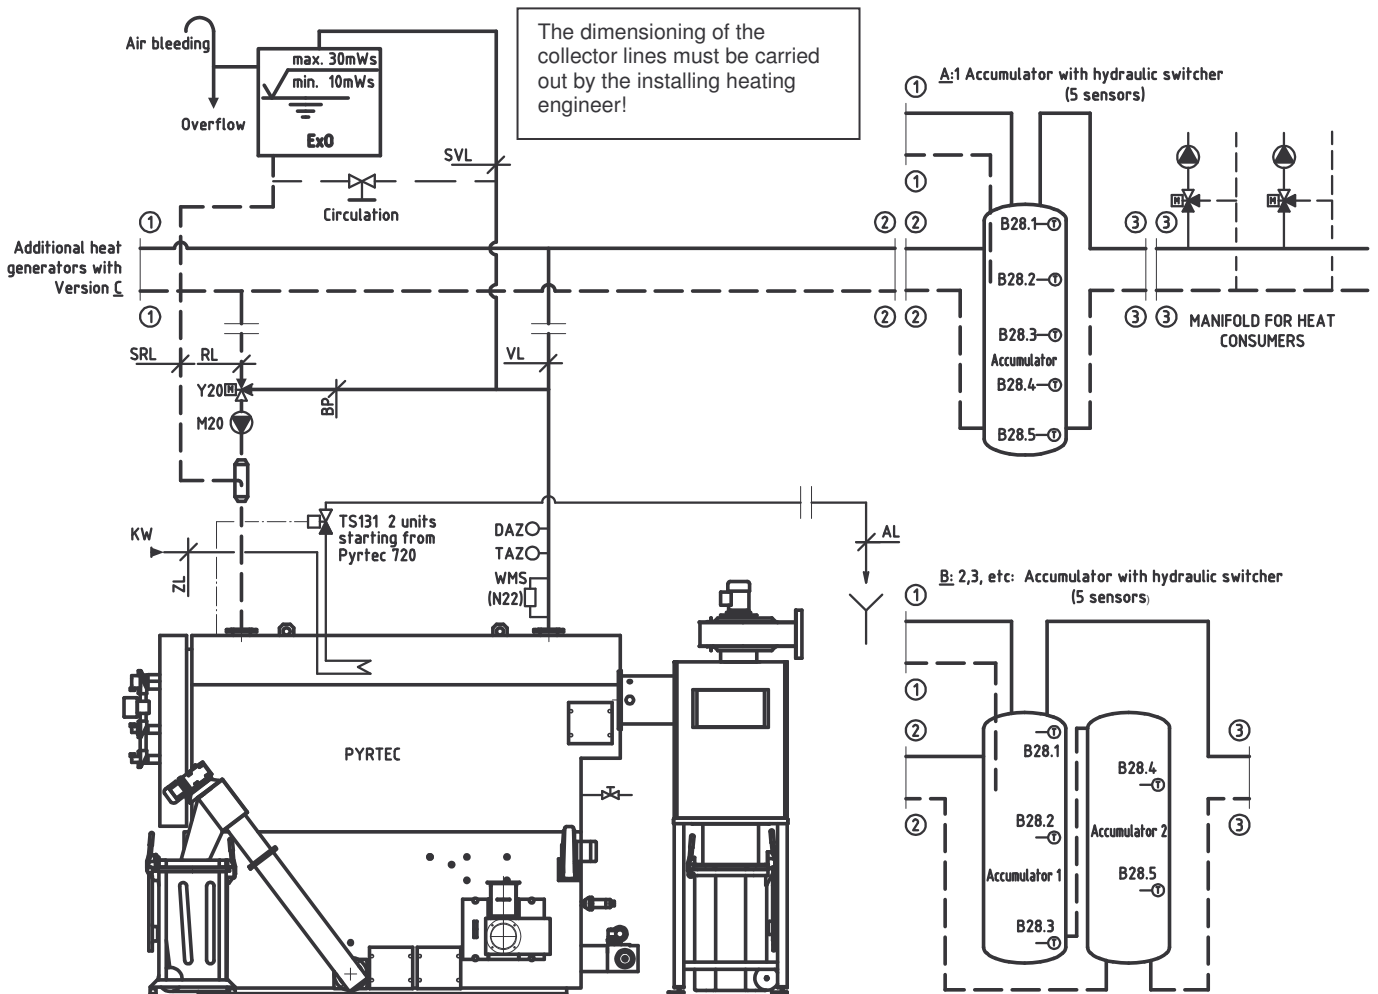 Air bleeding
max. 30mWs
min. 10mWs
Overflow
ExO
The dimensioning of the
collector lines must be carried
out by the installing heating
engineer!
SVL
Circulation
1
Additional heat
generators with
Version C
1
2
2
2
2
SRL
RL
VL
Y20
M
BP
M20
KW
ZL
TS131 2 units
starting from
Pyrtec 720
DAZ
TAZ
WMS
(N22)
AL
PYRTEC
A:1 Accumulator with hydraulic switcher
(5 sensors)
1
1
B28.1
T
B28.2
T
B28.3
T
Accumulator
B28.4
T
B28.5
T
3
3
3
3
M
M
MANIFOLD FOR HEAT
CONSUMERS
B: 2,3, etc: Accumulator with hydraulic switcher
(5 sensors)
1
1
2
2
3
3
T
B28.1
B28.2
T
Accumulator 1
B28.3
T
B28.4
T
Accumulator 2
B28.5
T